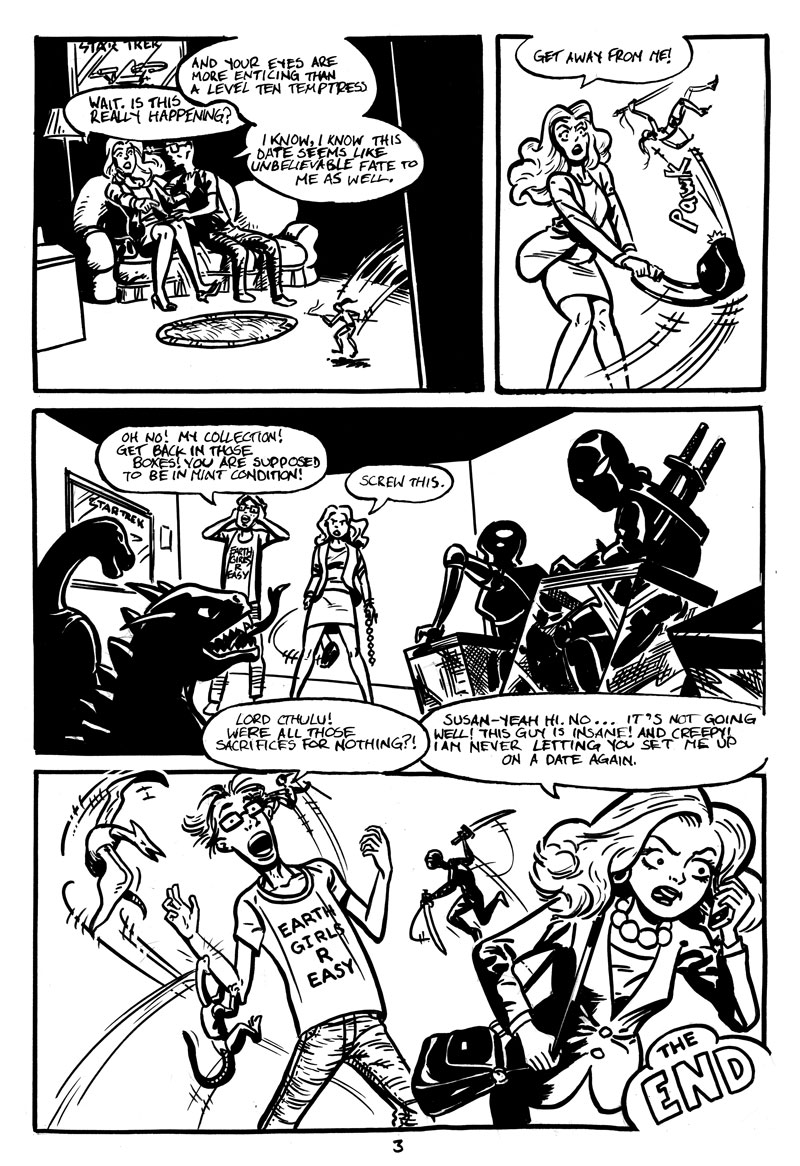 STAR TREK
AND YOUR EYES ARE
MORE ENTICING THAN
A LEVEL TEN TEMPTRESS
WAIT. IS THIS
REALLY HAPPENING?
I KNOW, I KNOW THIS
DATE SEEMS LIKE
UNBELIEVABLE FATE TO
ME AS WELL.
GET AWAY FROM ME!
PAWK
OH NO! MY COLLECTION!
GET BACK IN THOSE
BOXES! YOU ARE SUPPOSED
TO BE IN MINT CONDITION!
SCREW THIS.
STAR TREK
EARTH
GIRLS
R
EASY
LORD CTHULU!
WERE ALL THOSE
SACRIFICES FOR NOTHING?!
SUSAN-YEAH HI. NO... IT'S NOT GOING
WELL! THIS GUY IS INSANE! AND CREEPY!
I AM NEVER LETTING YOU SET ME UP
ON A DATE AGAIN.
EARTH
GIRLS
R
EASY
THE
END
3